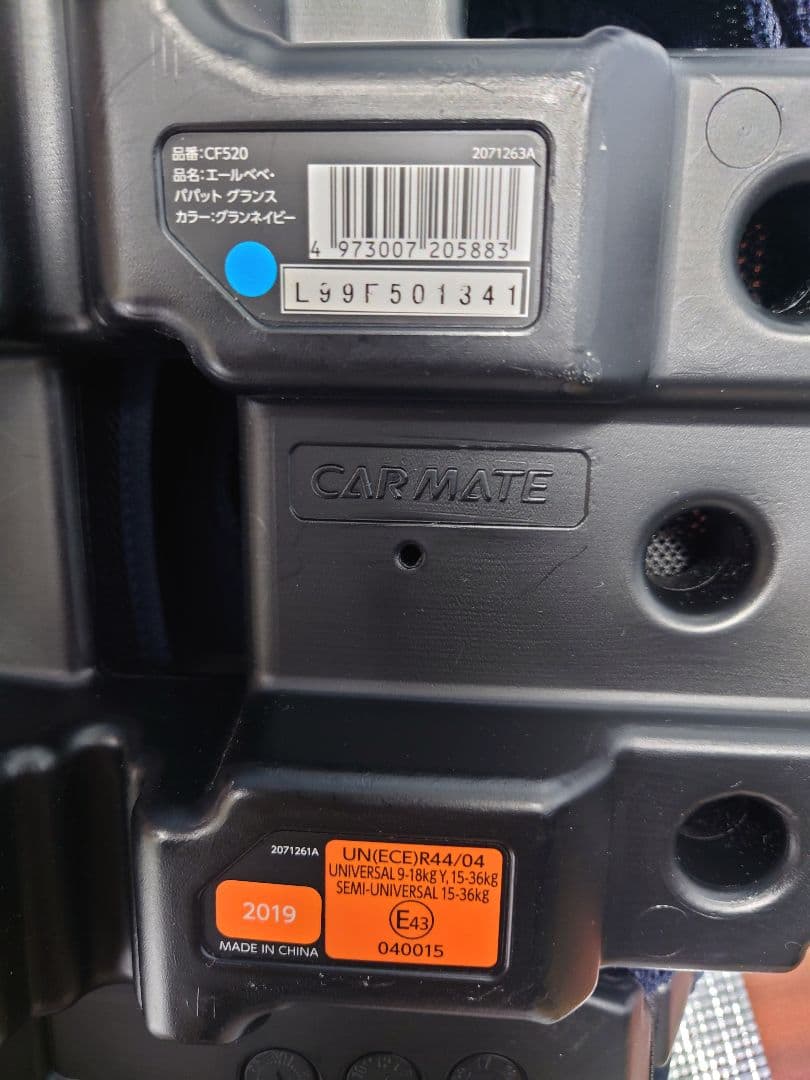 品番:CF520
2071263A
品名:エールベベ・
パパット グランス
カラー:グランネイビー
4 973007 205883
L99F501341
CARMATE
2071261A
UN(ECE)R44/04
UNIVERSAL 9-18kg Y, 15-36kg
SEMI-UNIVERSAL 15-36kg
E43
040015
2019
MADE IN CHINA